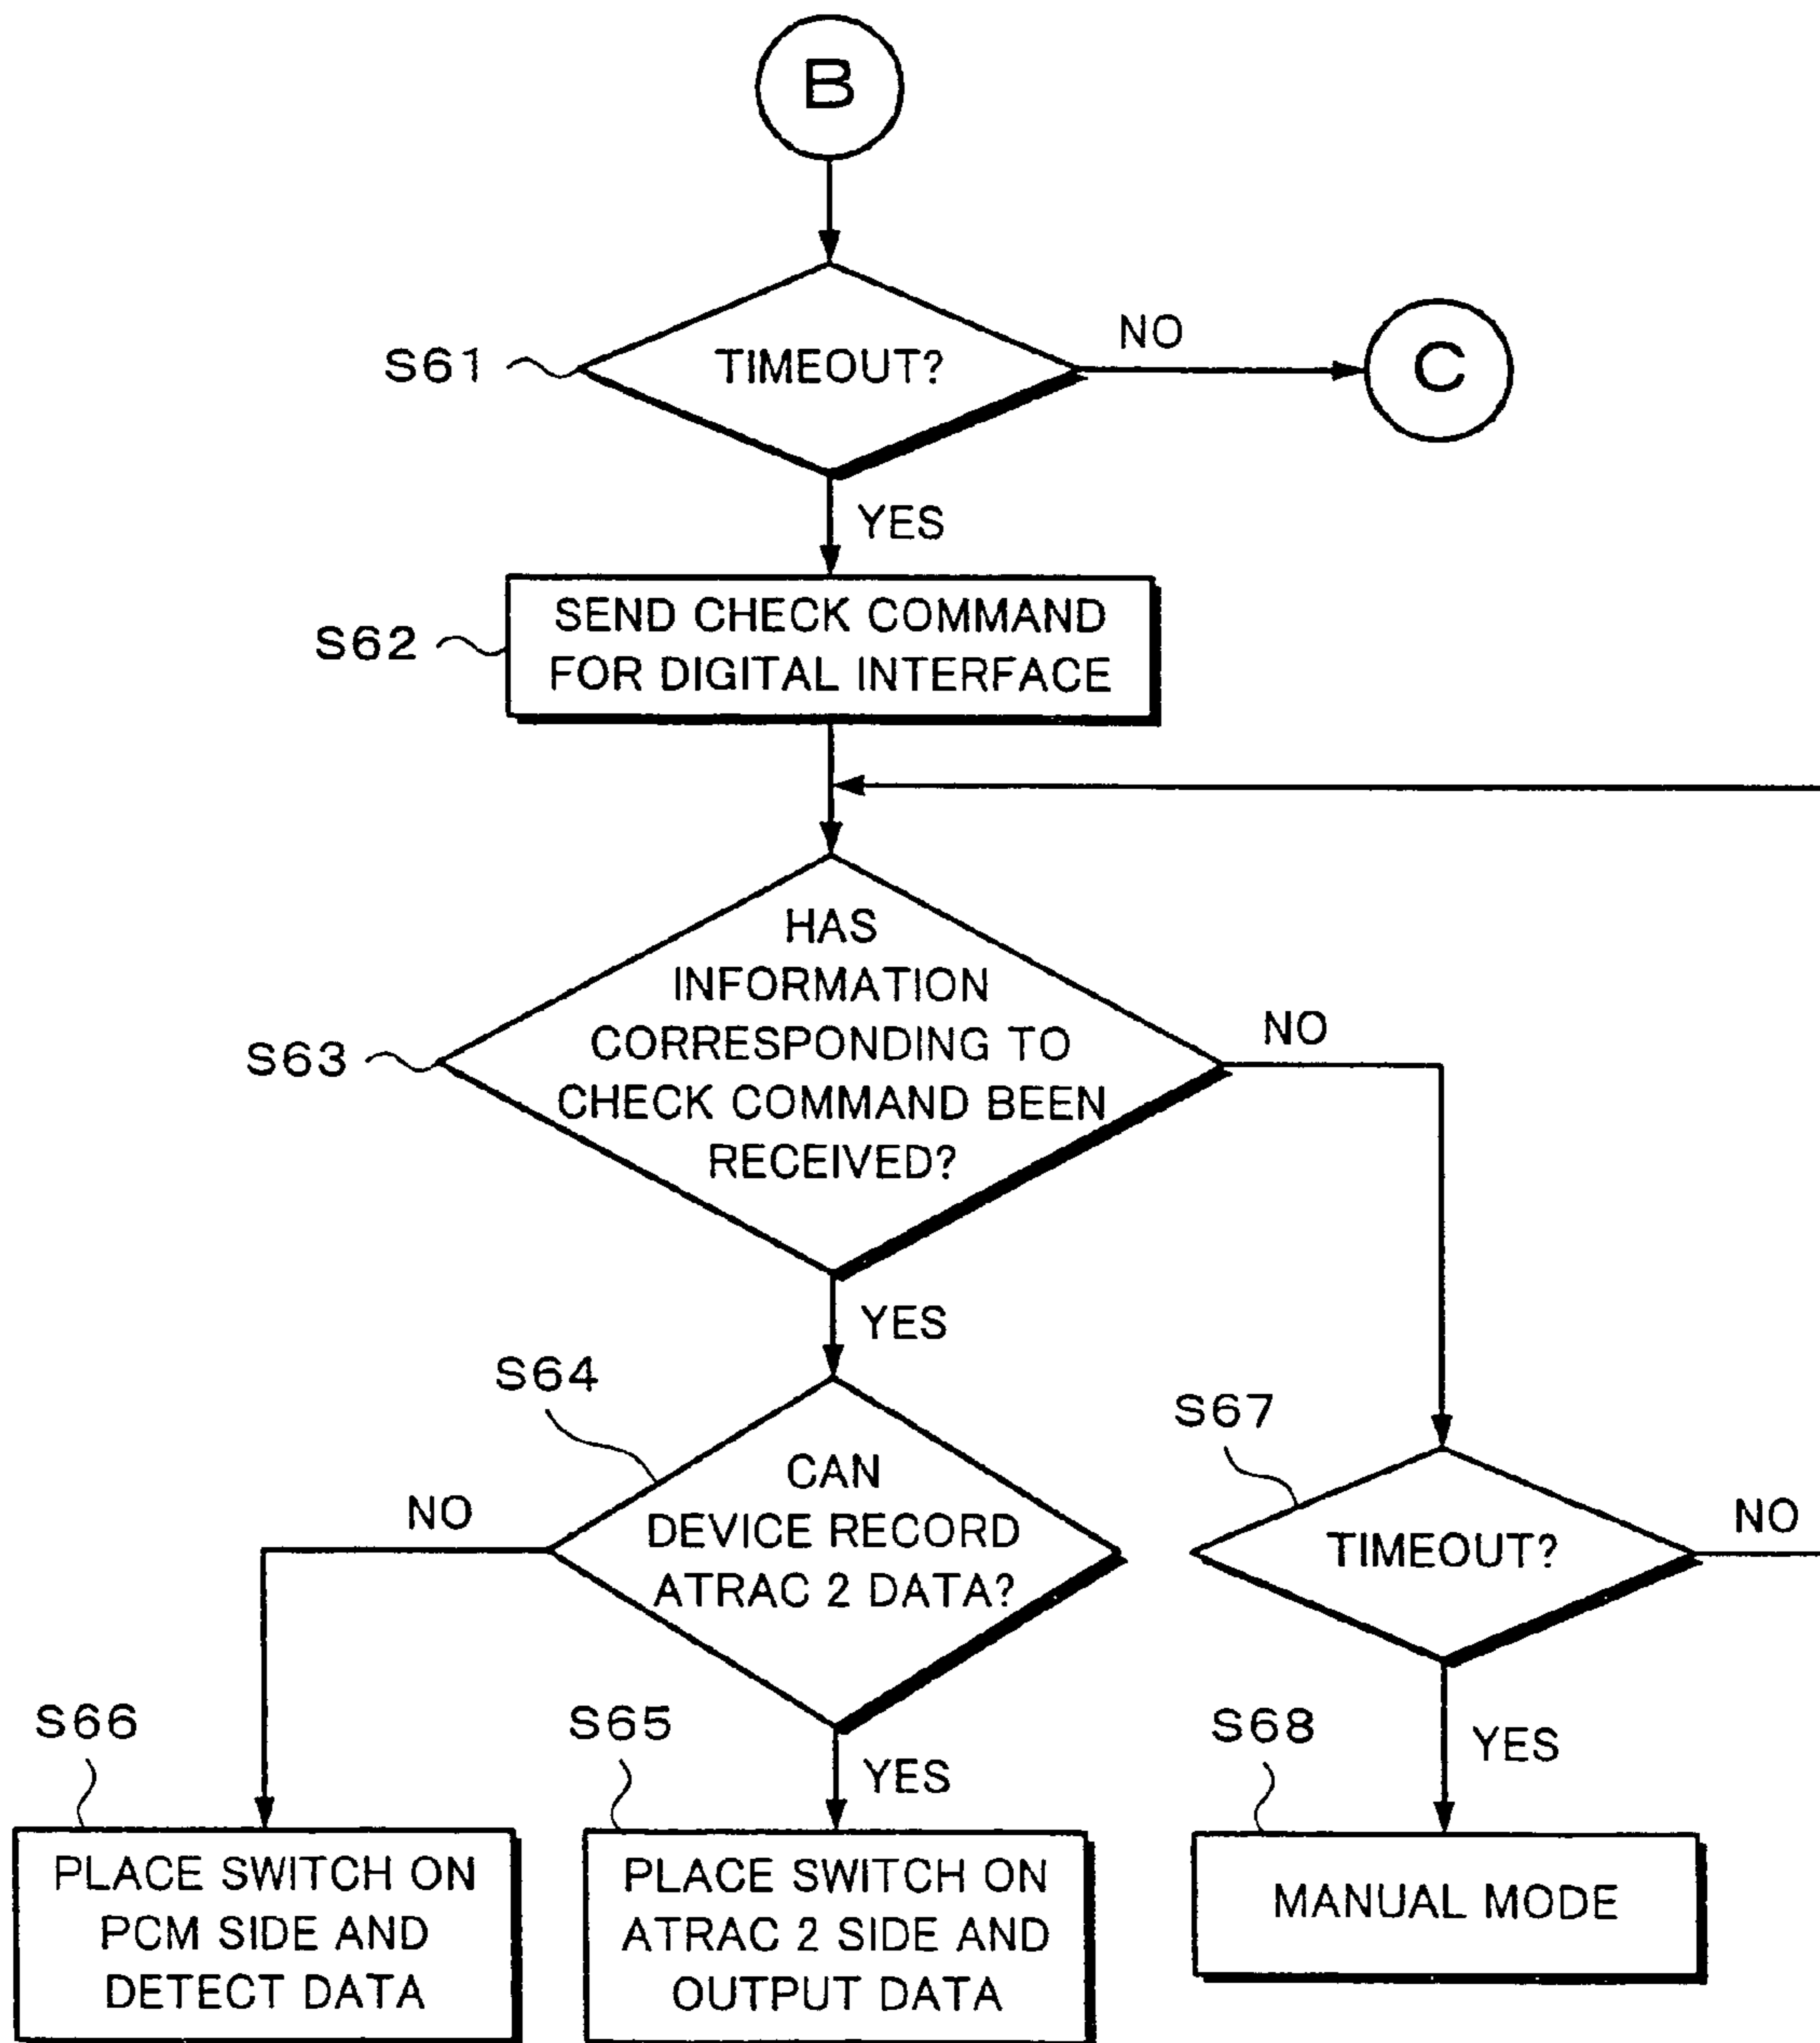 B
S61
TIMEOUT?
NO
C
YES
S62
SEND CHECK COMMAND
FOR DIGITAL INTERFACE
S63
HAS
INFORMATION
CORRESPONDING TO
CHECK COMMAND BEEN
RECEIVED?
NO
YES
S64
CAN
DEVICE RECORD
ATRAC 2 DATA?
NO
S67
TIMEOUT?
NO
S66
S65
YES
S68
YES
PLACE SWITCH ON
PCM SIDE AND
DETECT DATA
PLACE SWITCH ON
ATRAC 2 SIDE AND
OUTPUT DATA
MANUAL MODE